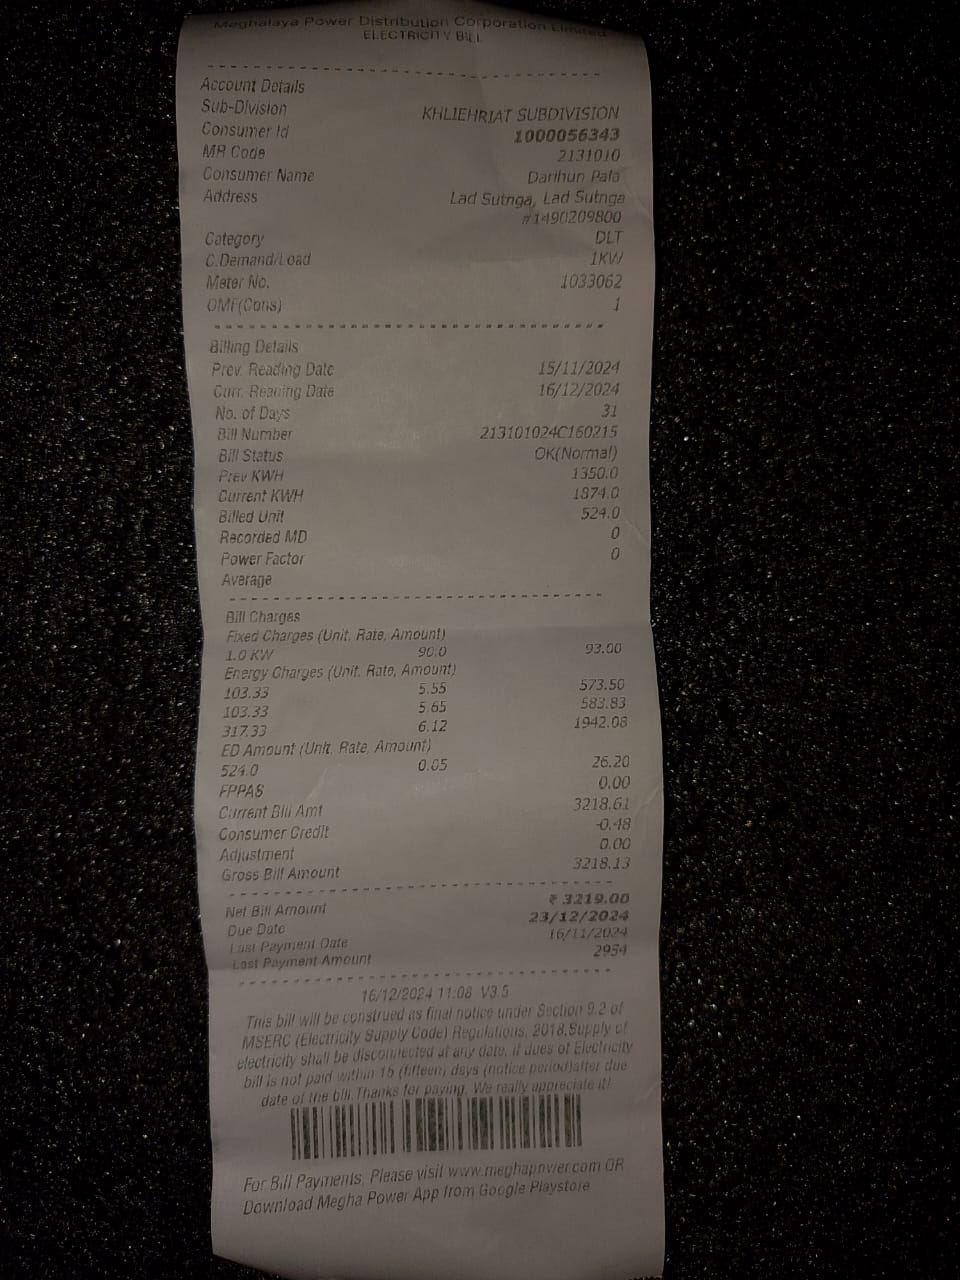 Meghalaya Power Distribution Corporation Limited
ELECTRICITY BILL
Account Details
Sub-Division KHLIEHRIAT SUBDIVISION
Consumer Id 1000056343
MR Code 2131010
Consumer Name Darihun Pala
Address Lad Sutnga, Lad Sutnga
#1490209800
Category DLT
C.Demand/Load 1KW
Meter No. 1033062
OMF(Cons) 1
Billing Details
Prev. Reading Date 15/11/2024
Curr. Reading Date 16/12/2024
No. of Days 31
Bill Number 213101024C160215
Bill Status OK(Normal)
Prev KWH 1350.0
Current KWH 1874.0
Billed Unit 524.0
Recorded MD 0
Power Factor 0
Average
Bill Charges
Fixed Charges (Unit, Rate, Amount)
1.0 KW 90.0 93.00
Energy Charges (Unit, Rate, Amount)
103.33 5.55 573.50
103.33 5.65 583.83
317.33 6.12 1942.08
ED Amount (Unit, Rate, Amount)
524.0 0.05 26.20
FPPAS 0.00
Current Bill Amt 3218.61
Consumer Credit -0.48
Adjustment 0.00
Gross Bill Amount 3218.13
Net Bill Amount ₹ 3219.00
Due Date 23/12/2024
Last Payment Date 16/11/2024
Last Payment Amount 2954
16/12/2024 11:08 V3.5
This bill will be construed as final notice under Section 9.2 of
MSERC (Electricity Supply Code) Regulations, 2018.Supply of
electricity shall be disconnected at any date, if dues of Electricity
bill is not paid within 15 (fifteen) days (notice period)after due
date of the bill.Thanks for paying. We really appreciate it!
For Bill Payments, Please visit www.meghapower.com OR
Download Megha Power App from Google Playstore